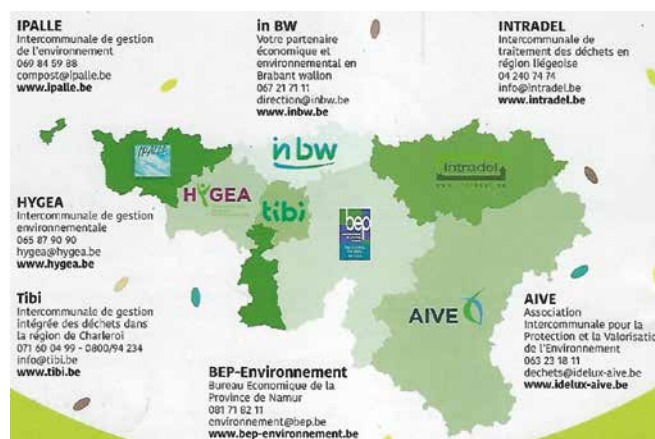 IPALLE
Intercommunale de gestion
de l'environnement
069 84 59 88
compost@ipalle.be
www.ipalle.be
in BW
Votre partenaire
économique et
environnemental en
Brabant wallon
067 21 71 11
direction@inbw.be
www.inbw.be
INTRADEL
Intercommunale de
traitement des déchets en
région liégeoise
04 240 74 74
info@intradel.be
www.intradel.be
IPALLE
in bw
intradel
HYGEA
tibi
bep
AIVE
HYGEA
Intercommunale de gestion
environnementale
065 87 90 90
hygea@hygea.be
www.hygea.be
Tibi
Intercommunale de gestion
intégrée des déchets dans
la région de Charleroi
071 60 04 99 - 0800/94 234
info@tibi.be
www.tibi.be
BEP-Environnement
Bureau Economique de la
Province de Namur
081 71 82 11
environnement@bep.be
www.bep-environnement.be
AIVE
Association
Intercommunale pour la
Protection et la Valorisatio
de l'Environnement
063 23 18 11
dechets@idelux-aive.be
www.idelux-aive.be